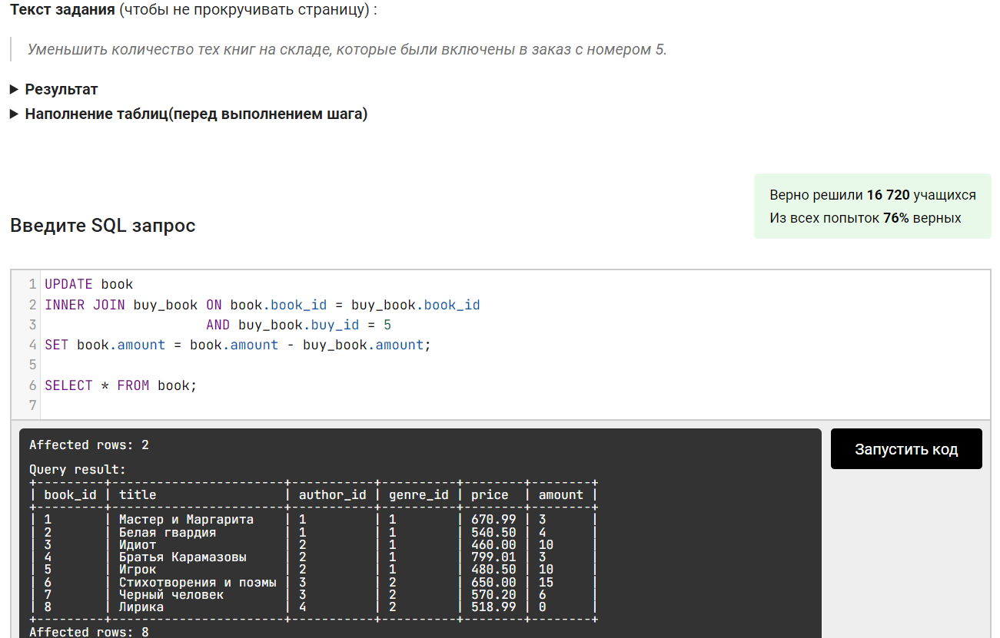 Текст задания (чтобы не прокручивать страницу) :
Уменьшить количество тех книг на складе, которые были включены в заказ с номером 5.
▶ Результат
▶ Наполнение таблиц(перед выполнением шага)
Верно решили 16 720 учащихся
Из всех попыток 76% верных
Введите SQL запрос
1 UPDATE book
2 INNER JOIN buy_book ON book.book_id = buy_book.book_id
3                     AND buy_book.buy_id = 5
4 SET book.amount = book.amount - buy_book.amount;
5
6 SELECT * FROM book;
7
Запустить код
Affected rows: 2
Query result:
+---------+-----------------------+-----------+----------+--------+--------+
| book_id | title                 | author_id | genre_id | price  | amount |
+---------+-----------------------+-----------+----------+--------+--------+
| 1       | Мастер и Маргарита    | 1         | 1        | 670.99 | 3      |
| 2       | Белая гвардия         | 1         | 1        | 540.50 | 4      |
| 3       | Идиот                 | 2         | 1        | 460.00 | 10     |
| 4       | Братья Карамазовы     | 2         | 1        | 799.01 | 3      |
| 5       | Игрок                 | 2         | 1        | 480.50 | 10     |
| 6       | Стихотворения и поэмы | 3         | 2        | 650.00 | 15     |
| 7       | Черный человек        | 3         | 2        | 570.20 | 6      |
| 8       | Лирика                | 4         | 2        | 518.99 | 0      |
+---------+-----------------------+-----------+----------+--------+--------+
Affected rows: 8